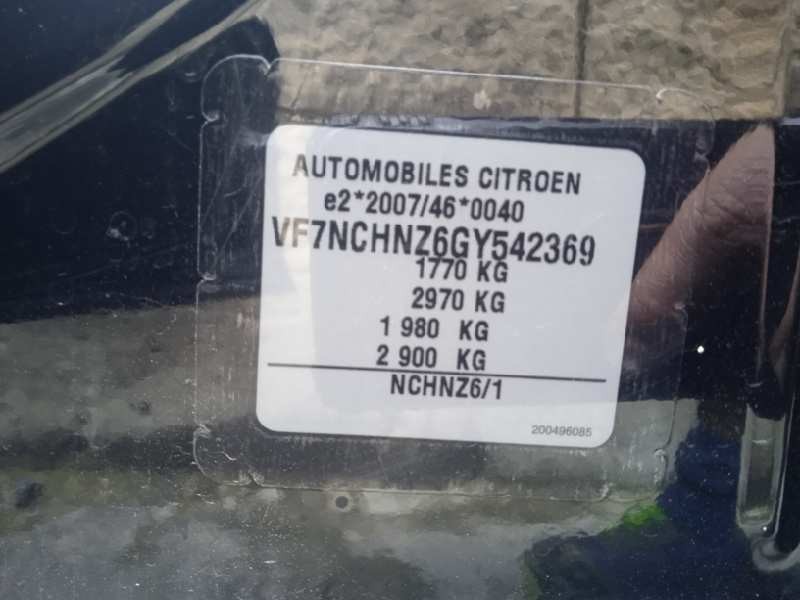 AUTOMOBILES CITROEN
e2*2007/46*0040
VF7NCHNZ6GY542369
1770 KG
2970 KG
1 980 KG
2 900 KG
NCHNZ6/1
200496085